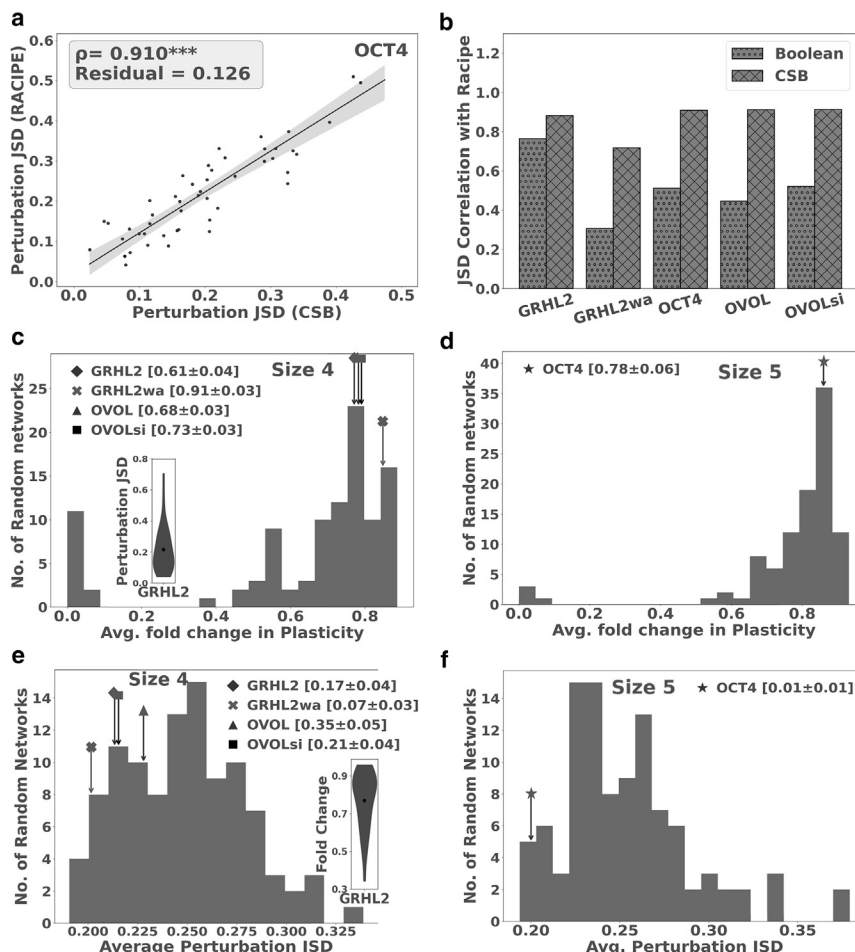 a
OCT4
ρ= 0.910***
Residual = 0.126
Perturbation JSD (RACIPE)
0.6
0.5
0.4
0.3
0.2
0.1
0.0
0.0 0.1 0.2 0.3 0.4 0.5
Perturbation JSD (CSB)
b
Boolean
CSB
JSD Correlation with Racipe
1.2
1.0
0.8
0.6
0.4
0.2
0.0
GRHL2 GRHL2wa OCT4 OVOL OVOLsi
c
GRHL2 [0.61±0.04]
GRHL2wa [0.91±0.03]
OVOL [0.68±0.03]
OVOLsi [0.73±0.03]
Size 4
No. of Random networks
25
20
15
10
5
0
Perturbation JSD
0.8
0.6
0.4
0.2
0.0
GRHL2
0.0 0.2 0.4 0.6 0.8
Avg. fold change in Plasticity
d
OCT4 [0.78±0.06]
Size 5
No. of Random networks
40
35
30
25
20
15
10
5
0
0.0 0.2 0.4 0.6 0.8
Avg. fold change in Plasticity
e
Size 4
GRHL2 [0.17±0.04]
GRHL2wa [0.07±0.03]
OVOL [0.35±0.05]
OVOLsi [0.21±0.04]
No. of Random Networks
14
12
10
8
6
4
2
0
Fold Change
0.9
0.7
0.5
0.3
GRHL2
0.200 0.225 0.250 0.275 0.300 0.325
Average Perturbation JSD
f
Size 5
OCT4 [0.01±0.01]
No. of Random Networks
14
12
10
8
6
4
2
0
0.20 0.25 0.30 0.35
Avg. Perturbation JSD